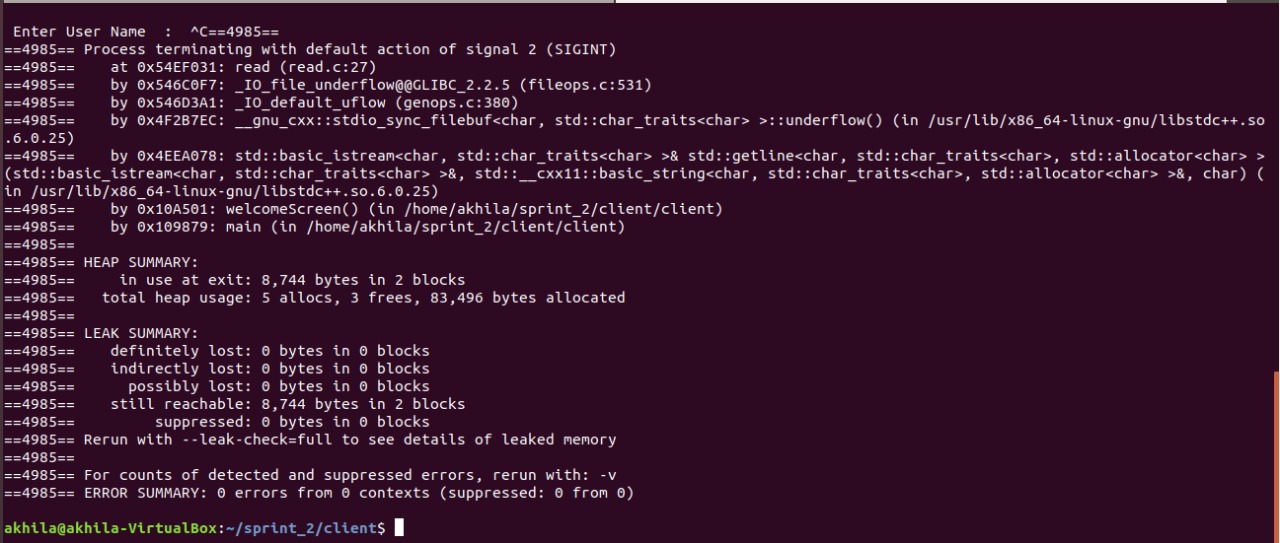 Enter User Name  :  ^C==4985==
==4985== Process terminating with default action of signal 2 (SIGINT)
==4985==    at 0x54EF031: read (read.c:27)
==4985==    by 0x546C0F7: _IO_file_underflow@@GLIBC_2.2.5 (fileops.c:531)
==4985==    by 0x546D3A1: _IO_default_uflow (genops.c:380)
==4985==    by 0x4F2B7EC: __gnu_cxx::stdio_sync_filebuf<char, std::char_traits<char> >::underflow() (in /usr/lib/x86_64-linux-gnu/libstdc++.so
.6.0.25)
==4985==    by 0x4EEA078: std::basic_istream<char, std::char_traits<char> >& std::getline<char, std::char_traits<char>, std::allocator<char> >
(std::basic_istream<char, std::char_traits<char> >&, std::__cxx11::basic_string<char, std::char_traits<char>, std::allocator<char> >&, char) (
in /usr/lib/x86_64-linux-gnu/libstdc++.so.6.0.25)
==4985==    by 0x10A501: welcomeScreen() (in /home/akhila/sprint_2/client/client)
==4985==    by 0x109879: main (in /home/akhila/sprint_2/client/client)
==4985==
==4985== HEAP SUMMARY:
==4985==     in use at exit: 8,744 bytes in 2 blocks
==4985==   total heap usage: 5 allocs, 3 frees, 83,496 bytes allocated
==4985==
==4985== LEAK SUMMARY:
==4985==    definitely lost: 0 bytes in 0 blocks
==4985==    indirectly lost: 0 bytes in 0 blocks
==4985==      possibly lost: 0 bytes in 0 blocks
==4985==    still reachable: 8,744 bytes in 2 blocks
==4985==         suppressed: 0 bytes in 0 blocks
==4985== Rerun with --leak-check=full to see details of leaked memory
==4985==
==4985== For counts of detected and suppressed errors, rerun with: -v
==4985== ERROR SUMMARY: 0 errors from 0 contexts (suppressed: 0 from 0)
akhila@akhila-VirtualBox:~/sprint_2/client$